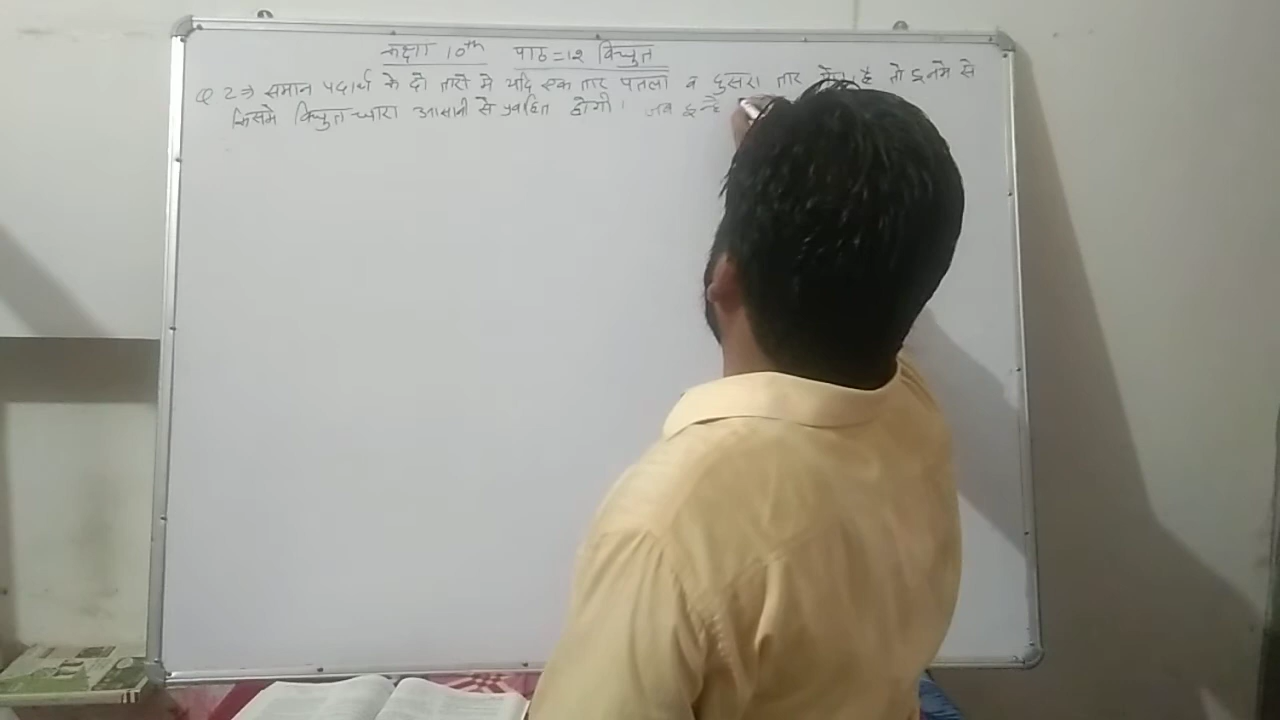 कक्षा 10th पाठ=12 विद्युत
Q 2→ समान पदार्थ के दो तारो मे यदि एक तार पतला व दुसरा तार है तो इनमे से
किसमे विद्युत धारा आसानी से प्रवाहित होगी। जब इन्हे